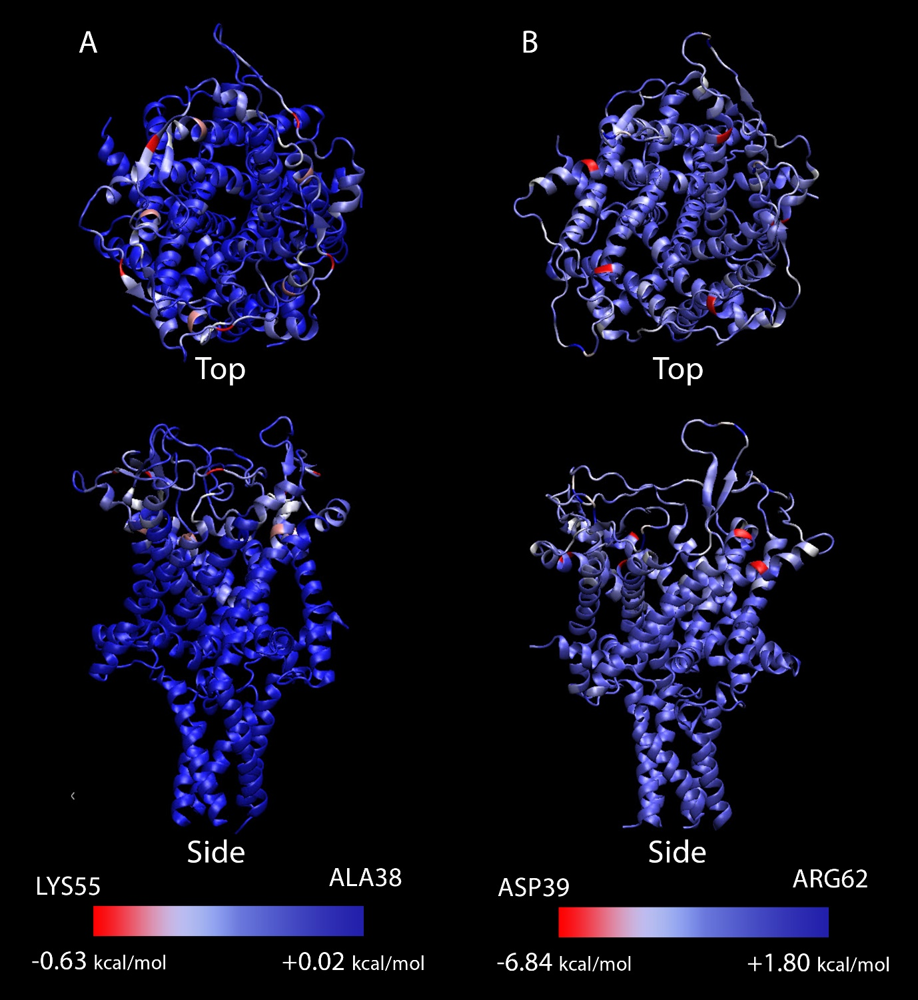 A
B
Top
Top
Side
Side
LYS55
ALA38
ASP39
ARG62
-0.63 kcal/mol
+0.02 kcal/mol
-6.84 kcal/mol
+1.80 kcal/mol